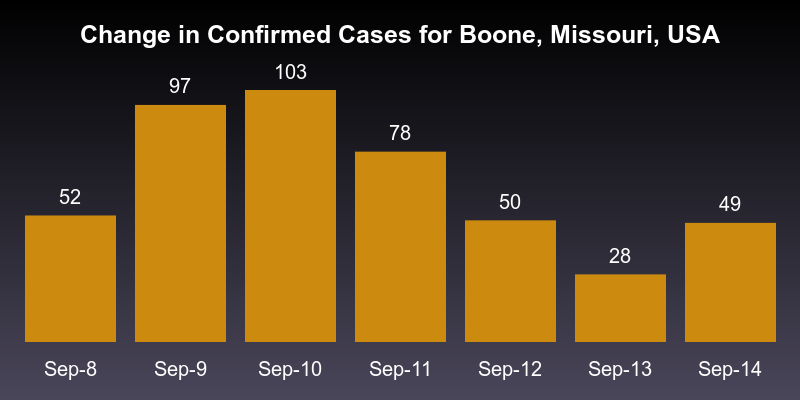 Change in Confirmed Cases for Boone, Missouri, USA
52 97 103 78 50 28 49
Sep-8 Sep-9 Sep-10 Sep-11 Sep-12 Sep-13 Sep-14